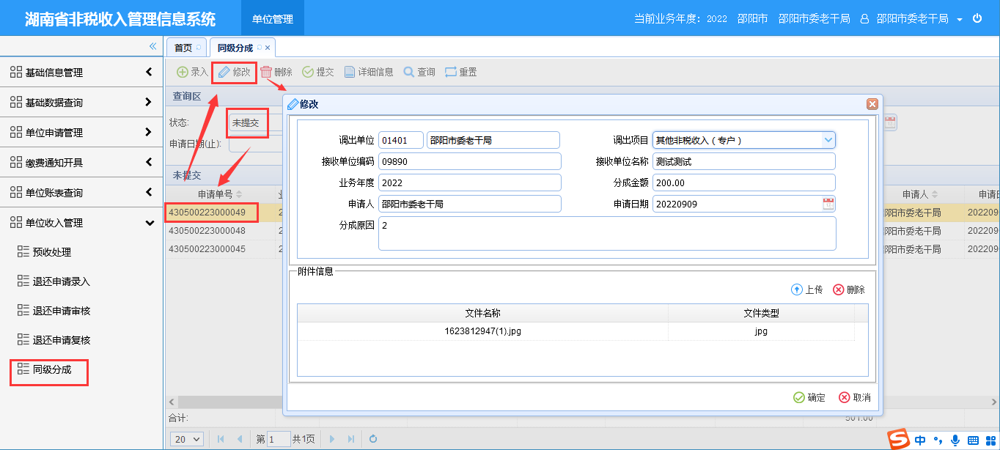 湖南省非税收入管理信息系统 单位管理 当前业务年度: 2022 邵阳市 邵阳市委老干局 邵阳市委老干局
首页 同级分成
录入 修改 删除 提交 详细信息 查询 重置
基础信息管理
基础数据查询
单位申请管理
缴费通知开具
单位账表查询
单位收入管理
预收处理
退还申请录入
退还申请审核
退还申请复核
同级分成
查询区
状态: 未提交
申请日期(止):
未提交
申请单号 申请人
430500223000049 邵阳市委老干局 202209
430500223000048 邵阳市委老干局 202209
430500223000045 邵阳市委老干局 202209
合计: 501.00
20 第 1 共1页
修改
调出单位 01401 邵阳市委老干局 调出项目 其他非税收入(专户)
接收单位编码 09890 接收单位名称 测试测试
业务年度 2022 分成金额 200.00
申请人 邵阳市委老干局 申请日期 20220909
分成原因 2
附件信息
上传 删除
文件名称 文件类型
1623812947(1).jpg jpg
确定 取消
中